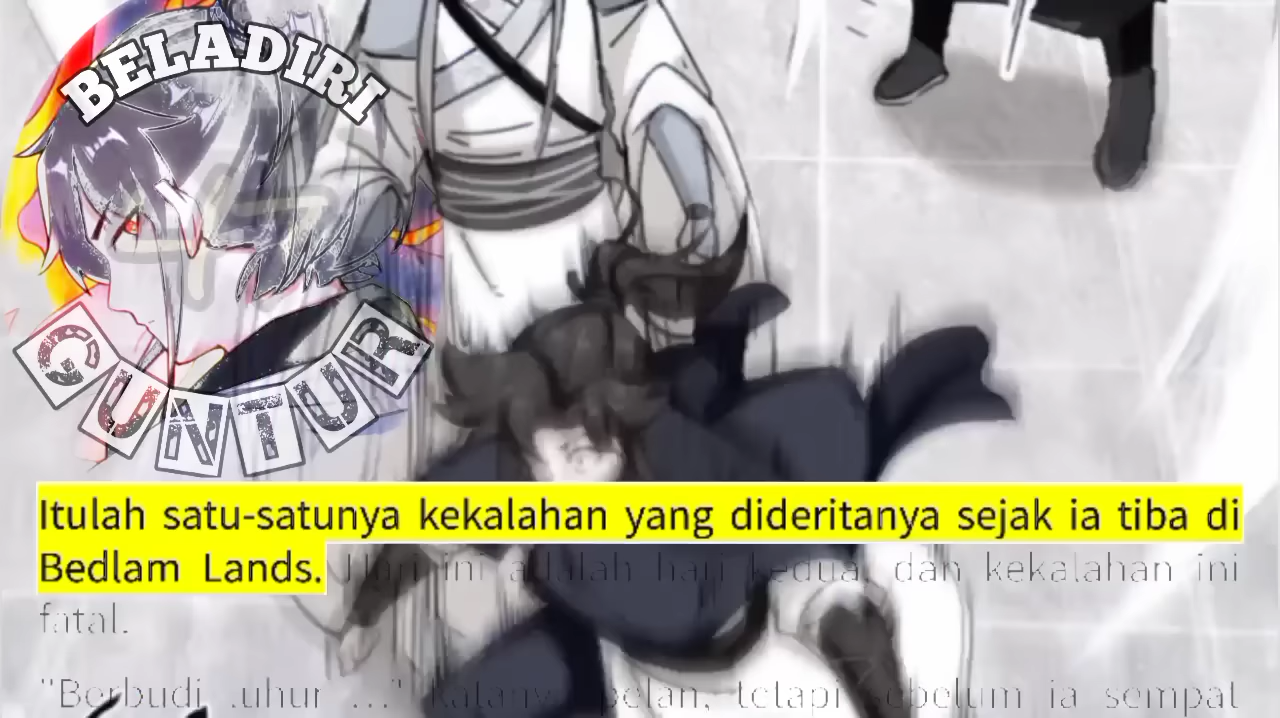 BELADIRI
GUNTUR
Itulah satu-satunya kekalahan yang dideritanya sejak ia tiba di
Bedlam Lands. Hari ini adalah hari kedua, dan kekalahan ini
fatal.
"Berbudi luhur ..." katanya pelan, tetapi sebelum ia sempat